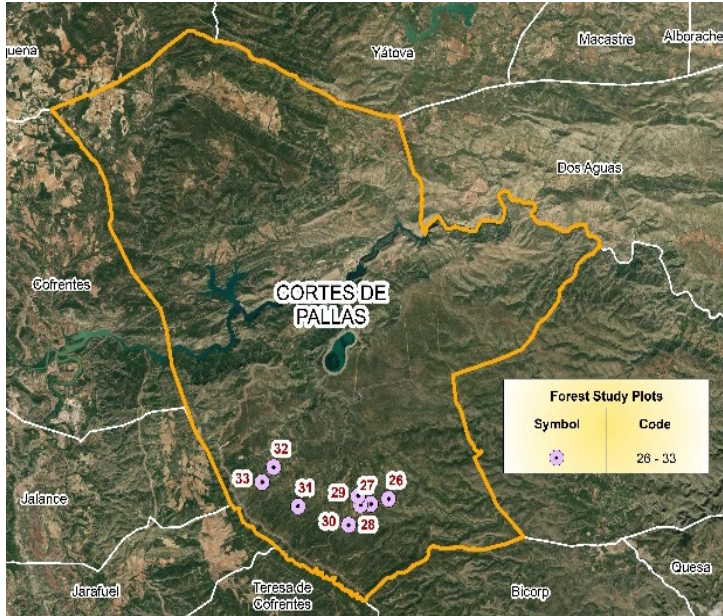 Yátova
Macastre
Alborache
quena
Dos Aguas
Cofrentes
CORTES DE
PALLAS
Forest Study Plots
Symbol Code
26 - 33
32
33
31
29
27
26
30
28
Jalance
Jarafuel
Teresa de
Cofrentes
Bicorp
Quesa